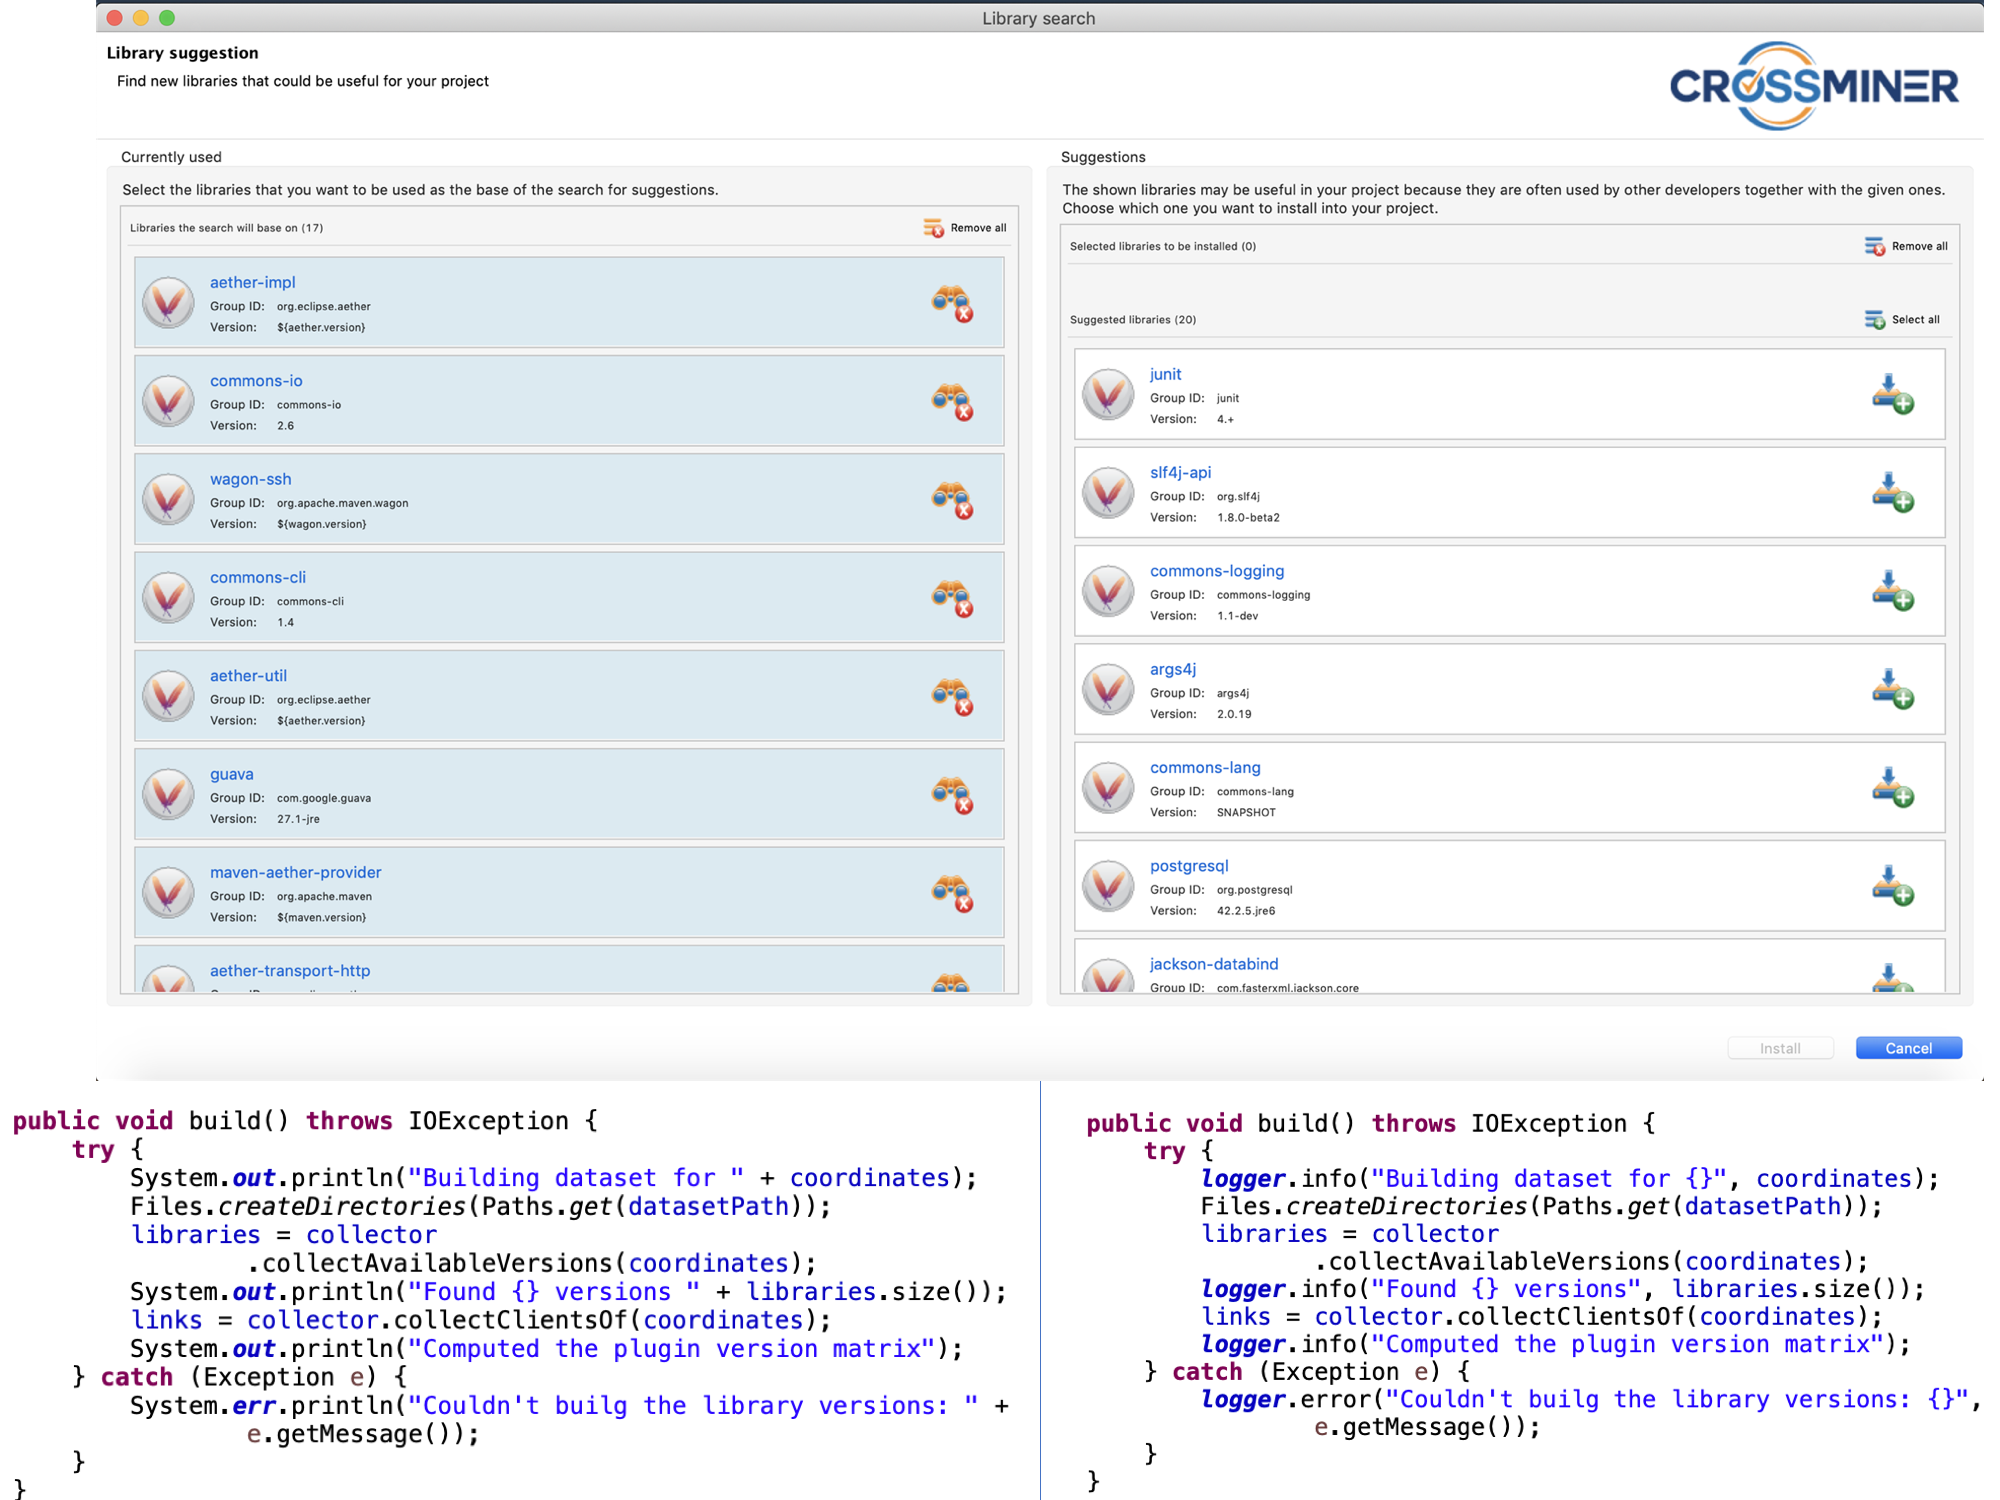 Library search
Library suggestion
Find new libraries that could be useful for your project
CROSSMINER
Currently used
Select the libraries that you want to be used as the base of the search for suggestions.
Libraries the search will base on (17)
Remove all
aether-impl
Group ID: org.eclipse.aether
Version: ${aether.version}
commons-io
Group ID: commons-io
Version: 2.6
wagon-ssh
Group ID: org.apache.maven.wagon
Version: ${wagon.version}
commons-cli
Group ID: commons-cli
Version: 1.4
aether-util
Group ID: org.eclipse.aether
Version: ${aether.version}
guava
Group ID: com.google.guava
Version: 27.1-jre
maven-aether-provider
Group ID: org.apache.maven
Version: ${maven.version}
aether-transport-http
Suggestions
The shown libraries may be useful in your project because they are often used by other developers together with the given ones.
Choose which one you want to install into your project.
Selected libraries to be installed (0)
Remove all
Suggested libraries (20)
Select all
junit
Group ID: junit
Version: 4.+
slf4j-api
Group ID: org.slf4j
Version: 1.8.0-beta2
commons-logging
Group ID: commons-logging
Version: 1.1-dev
args4j
Group ID: args4j
Version: 2.0.19
commons-lang
Group ID: commons-lang
Version: SNAPSHOT
postgresql
Group ID: org.postgresql
Version: 42.2.5.jre6
jackson-databind
Group ID: com.fasterxml.jackson.core
Install
Cancel
public void build() throws IOException {
try {
System.out.println("Building dataset for " + coordinates);
Files.createDirectories(Paths.get(datasetPath));
libraries = collector
.collectAvailableVersions(coordinates);
System.out.println("Found {} versions " + libraries.size());
links = collector.collectClientsOf(coordinates);
System.out.println("Computed the plugin version matrix");
} catch (Exception e) {
System.err.println("Couldn't builg the library versions: " +
e.getMessage());
}
}
public void build() throws IOException {
try {
logger.info("Building dataset for {}", coordinates);
Files.createDirectories(Paths.get(datasetPath));
libraries = collector
.collectAvailableVersions(coordinates);
logger.info("Found {} versions", libraries.size());
links = collector.collectClientsOf(coordinates);
logger.info("Computed the plugin version matrix");
} catch (Exception e) {
logger.error("Couldn't builg the library versions: {}",
e.getMessage());
}
}